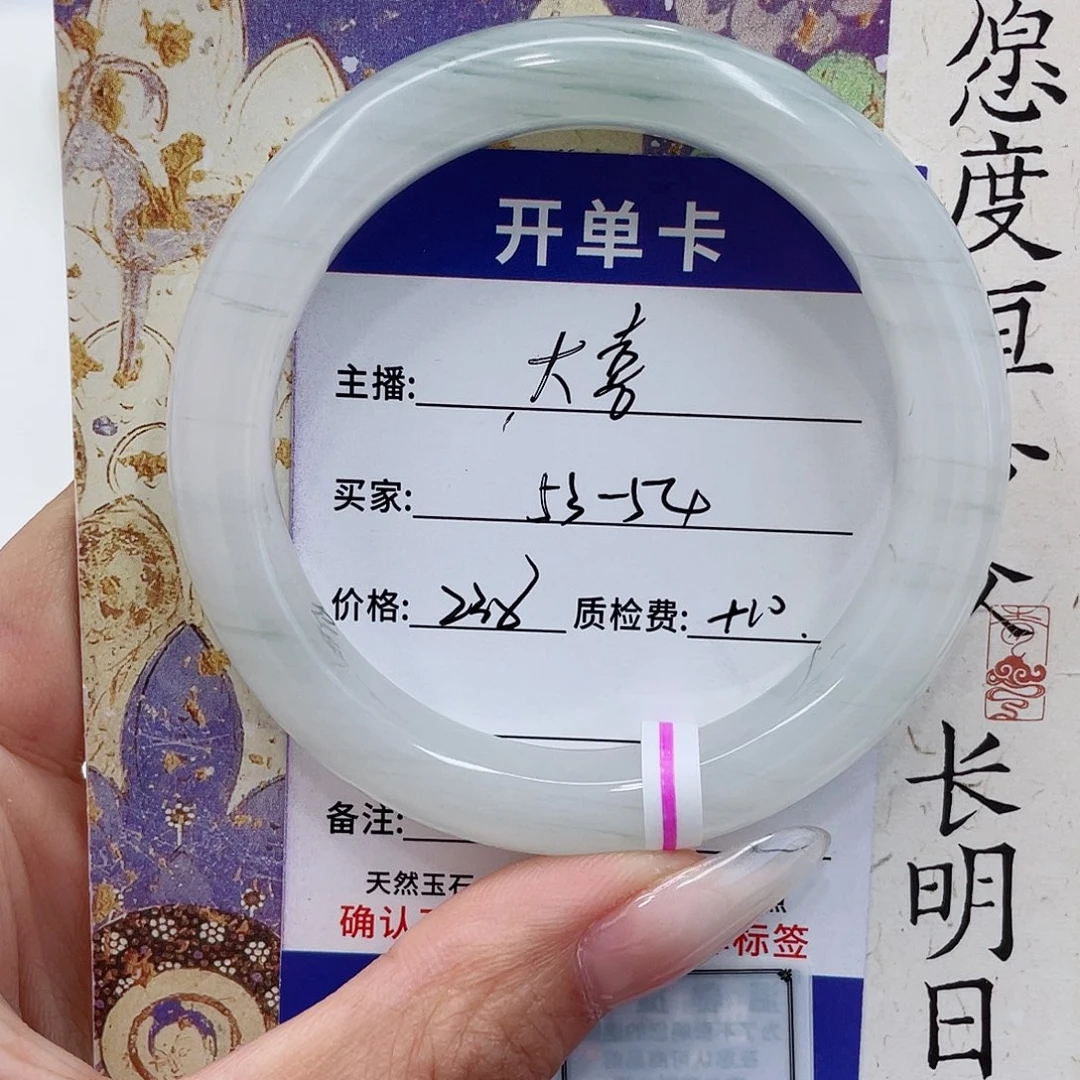 开单卡
主播: 大喜
买家: 53-54
价格: 238 质检费: +10.
备注:
天然玉石
确认
标签
愿度
长明日